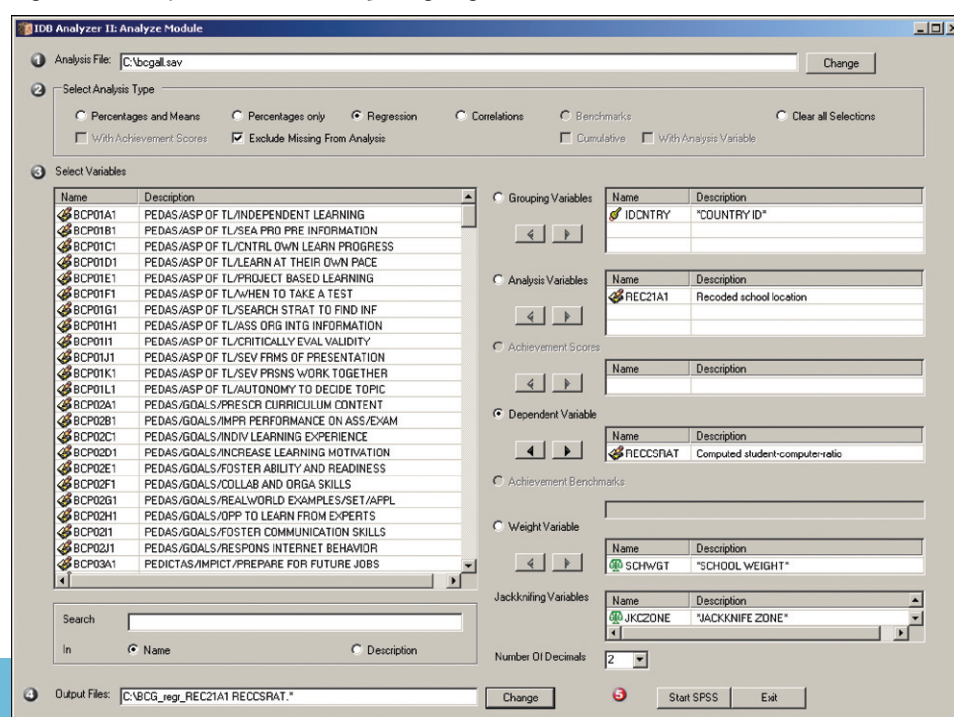 IDB Analyzer II: Analyze Module
1 Analysis File: C:\bcgall.sav Change
2 Select Analysis Type
Percentages and Means Percentages only Regression Correlations Benchmarks Clear all Selections
With Achievement Scores Exclude Missing From Analysis Cumulative With Analysis Variable
3 Select Variables
Name Description
BCP01A1 PEDAS/ASP OF TL/INDEPENDENT LEARNING
BCP01B1 PEDAS/ASP OF TL/SEA PRO PRE INFORMATION
BCP01C1 PEDAS/ASP OF TL/CNTRL OWN LEARN PROGRESS
BCP01D1 PEDAS/ASP OF TL/LEARN AT THEIR OWN PACE
BCP01E1 PEDAS/ASP OF TL/PROJECT BASED LEARNING
BCP01F1 PEDAS/ASP OF TL/WHEN TO TAKE A TEST
BCP01G1 PEDAS/ASP OF TL/SEARCH STRAT TO FIND INF
BCP01H1 PEDAS/ASP OF TL/ASS ORG INTG INFORMATION
BCP01I1 PEDAS/ASP OF TL/CRITICALLY EVAL VALIDITY
BCP01J1 PEDAS/ASP OF TL/SEV FRMS OF PRESENTATION
BCP01K1 PEDAS/ASP OF TL/SEV PRSNS WORK TOGETHER
BCP01L1 PEDAS/ASP OF TL/AUTONOMY TO DECIDE TOPIC
BCP02A1 PEDAS/GOALS/PRESCR CURRICULUM CONTENT
BCP02B1 PEDAS/GOALS/IMPR PERFORMANCE ON ASS/EXAM
BCP02C1 PEDAS/GOALS/INDIV LEARNING EXPERIENCE
BCP02D1 PEDAS/GOALS/INCREASE LEARNING MOTIVATION
BCP02E1 PEDAS/GOALS/FOSTER ABILITY AND READINESS
BCP02F1 PEDAS/GOALS/COLLAB AND ORGA SKILLS
BCP02G1 PEDAS/GOALS/REALWORLD EXAMPLES/SET/APPL
BCP02H1 PEDAS/GOALS/OPP TO LEARN FROM EXPERTS
BCP02I1 PEDAS/GOALS/FOSTER COMMUNICATION SKILLS
BCP02J1 PEDAS/GOALS/RESPONS INTERNET BEHAVIOR
BCP03A1 PEDICTAS/IMPICT/PREPARE FOR FUTURE JOBS
Grouping Variables
Name Description
IDCNTRY "COUNTRY ID"
Analysis Variables
Name Description
REC21A1 Recoded school location
Achievement Scores
Name Description
Dependent Variable
Name Description
RECCSRAT Computed student-computer-ratio
Achievement Benchmarks
Weight Variable
Name Description
SCHWGT "SCHOOL WEIGHT"
Jackknifing Variables
Name Description
JKCZONE "JACKKNIFE ZONE"
Number Of Decimals 2
Search
In Name Description
4 Output Files: C:\BCG_regr_REC21A1 RECCSRAT.* Change
5 Start SPSS Exit